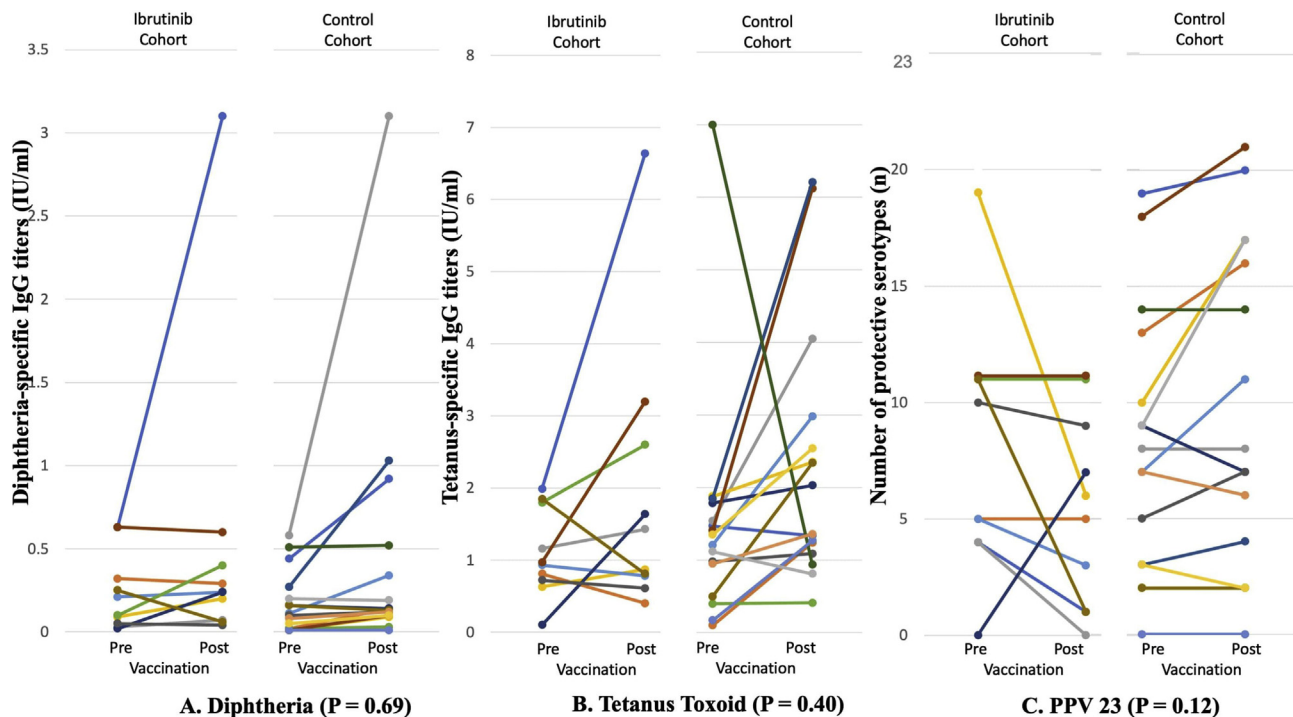 Ibrutinib
Cohort
Control
Cohort
Diphtheria-specific IgG titers (IU/ml)
3.5
3
2.5
2
1.5
1
0.5
0
Pre
Post
Vaccination
Pre
Post
Vaccination
A. Diphtheria (P = 0.69)
Ibrutinib
Cohort
Control
Cohort
Tetanus-specific IgG titers (IU/ml)
8
7
6
5
4
3
2
1
0
Pre
Post
Vaccination
Pre
Post
Vaccination
B. Tetanus Toxoid (P = 0.40)
Ibrutinib
Cohort
Control
Cohort
Number of protective serotypes (n)
23
20
15
10
5
0
Pre
Post
Vaccination
Pre
Post
Vaccination
C. PPV 23 (P = 0.12)